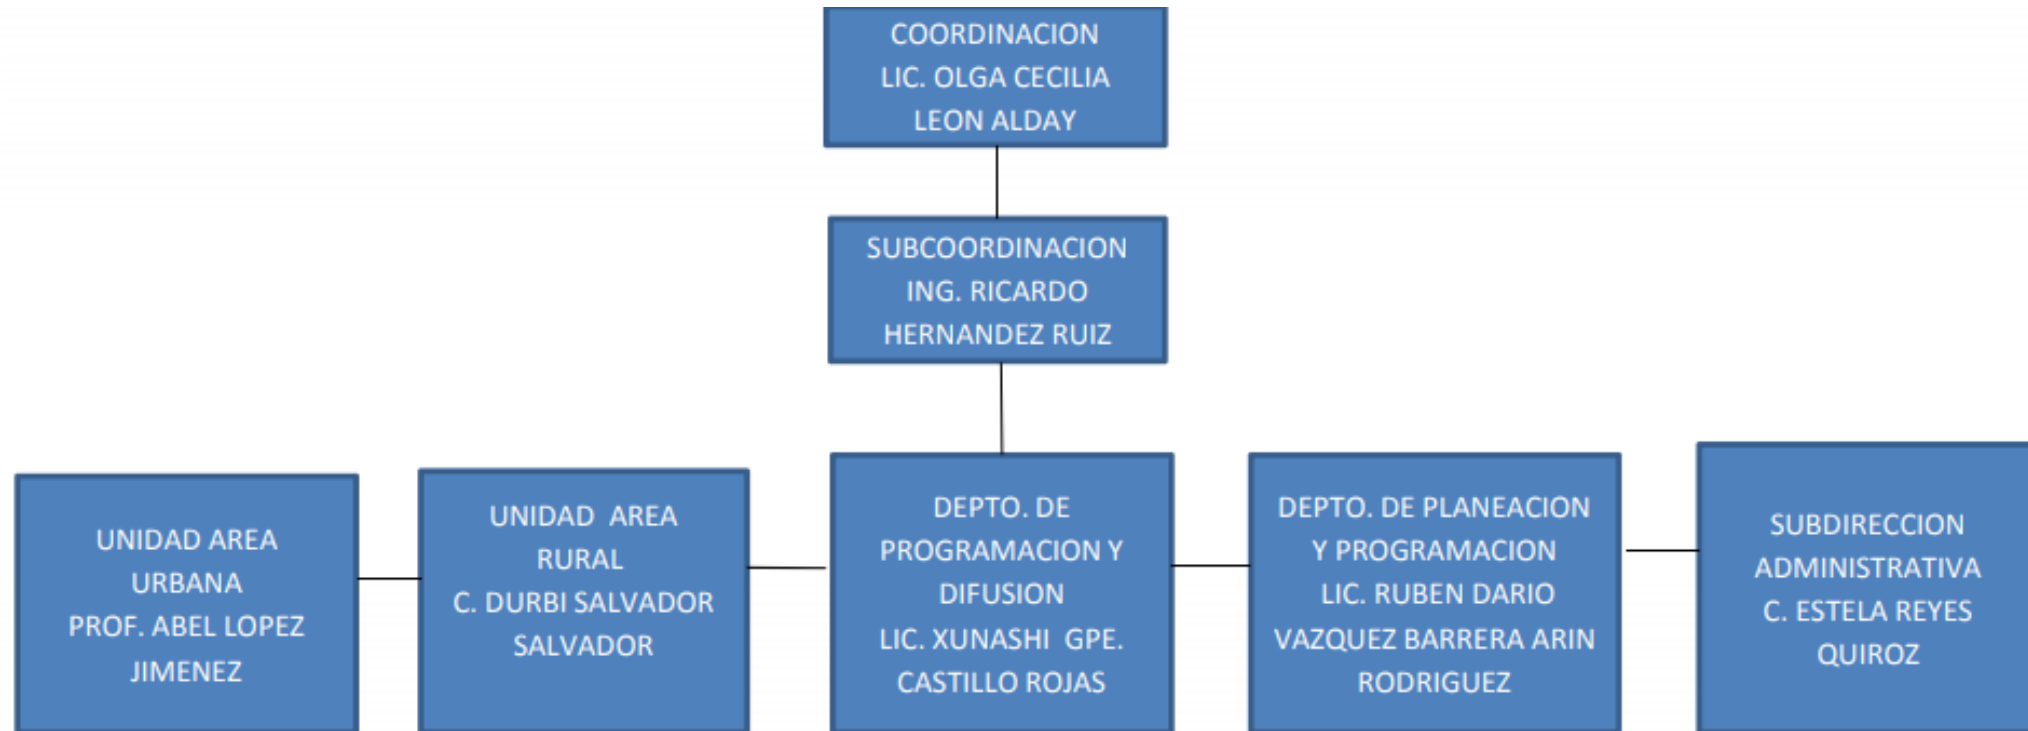 COORDINACION
LIC. OLGA CECILIA
LEON ALDAY
SUBCOORDINACION
ING. RICARDO
HERNANDEZ RUIZ
UNIDAD AREA
URBANA
PROF. ABEL LOPEZ
JIMENEZ
UNIDAD AREA
RURAL
C. DURBI SALVADOR
SALVADOR
DEPTO. DE
PROGRAMACION Y
DIFUSION
LIC. XUNASHI GPE.
CASTILLO ROJAS
DEPTO. DE PLANEACION
Y PROGRAMACION
LIC. RUBEN DARIO
VAZQUEZ BARRERA ARIN
RODRIGUEZ
SUBDIRECCION
ADMINISTRATIVA
C. ESTELA REYES
QUIROZ